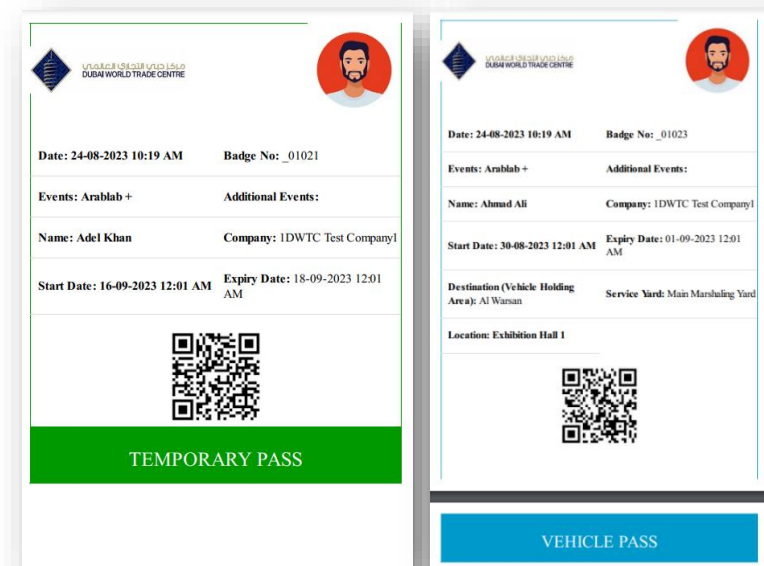 مركز دبي التجاري العالمي
DUBAI WORLD TRADE CENTRE
Date: 24-08-2023 10:19 AM Badge No: _01021
Events: Arablab + Additional Events:
Name: Adel Khan Company: 1DWTC Test Company1
Start Date: 16-09-2023 12:01 AM Expiry Date: 18-09-2023 12:01
AM
TEMPORARY PASS
مركز دبي التجاري العالمي
DUBAI WORLD TRADE CENTRE
Date: 24-08-2023 10:19 AM Badge No: _01023
Events: Arablab + Additional Events:
Name: Ahmad Ali Company: 1DWTC Test Company1
Start Date: 30-08-2023 12:01 AM Expiry Date: 01-09-2023 12:01
AM
Destination (Vehicle Holding
Area): Al Warsan Service Yard: Main Marshaling Yard
Location: Exhibition Hall 1
VEHICLE PASS